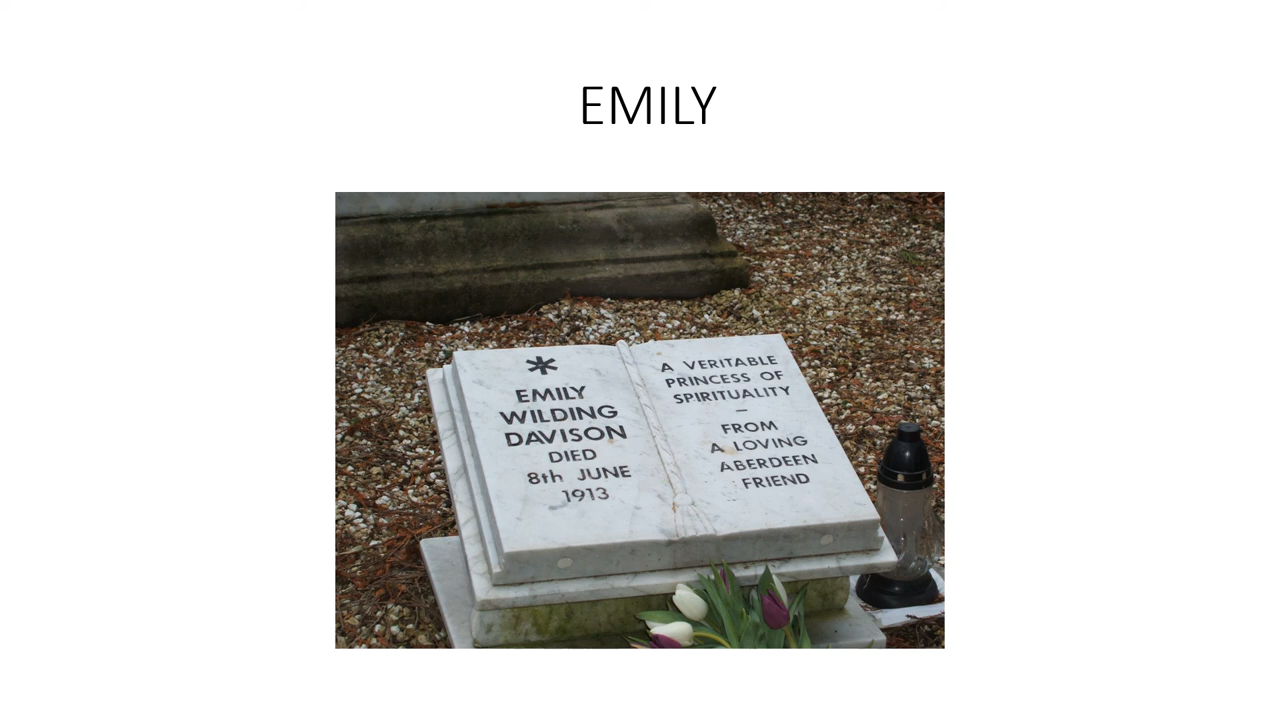 EMILY
*
EMILY
WILDING
DAVISON
DIED
8th JUNE
1913
A VERITABLE
PRINCESS OF
SPIRITUALITY
–
FROM
A LOVING
ABERDEEN
FRIEND